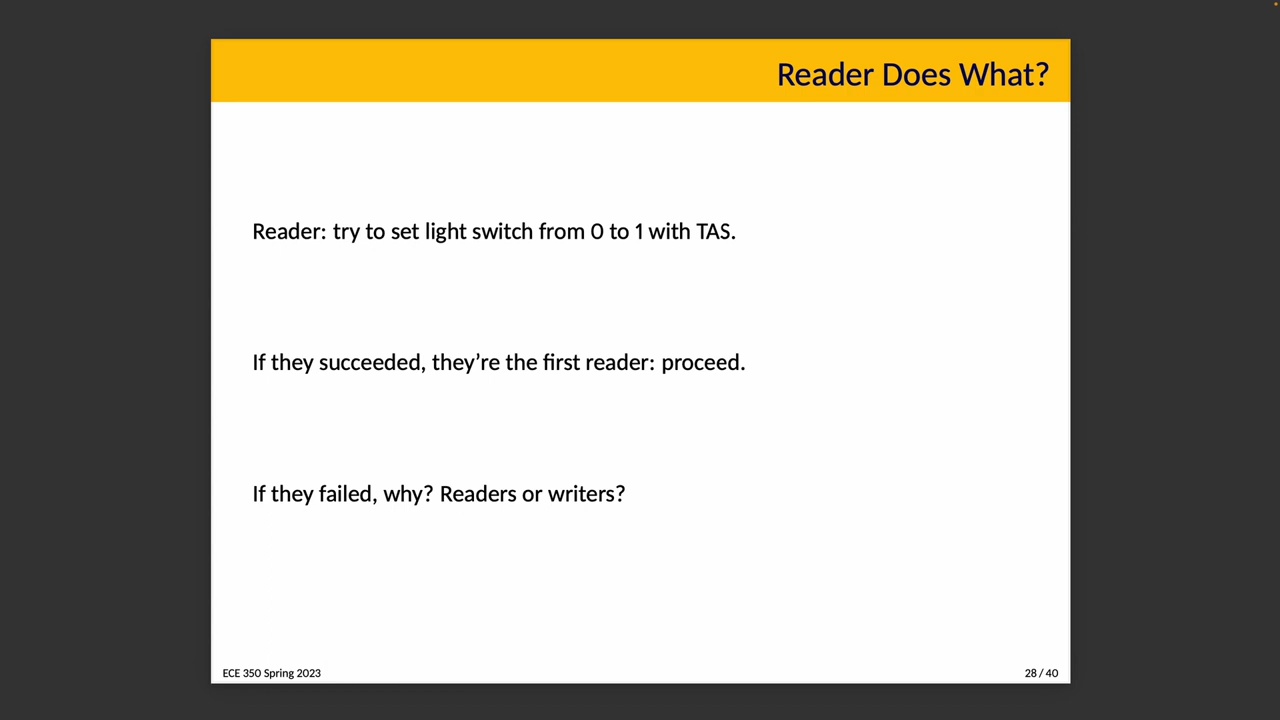 Reader Does What?
Reader: try to set light switch from 0 to 1 with TAS.
If they succeeded, they’re the first reader: proceed.
If they failed, why? Readers or writers?
ECE 350 Spring 2023
28 / 40